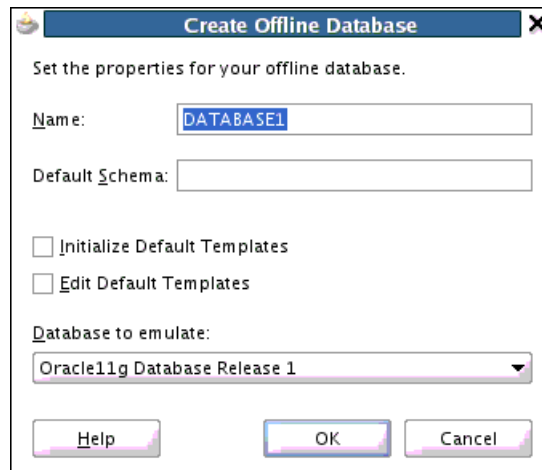 Create Offline Database
Set the properties for your offline database.
Name: DATABASE1
Default Schema:
Initialize Default Templates
Edit Default Templates
Database to emulate:
Oracle11g Database Release 1
Help OK Cancel